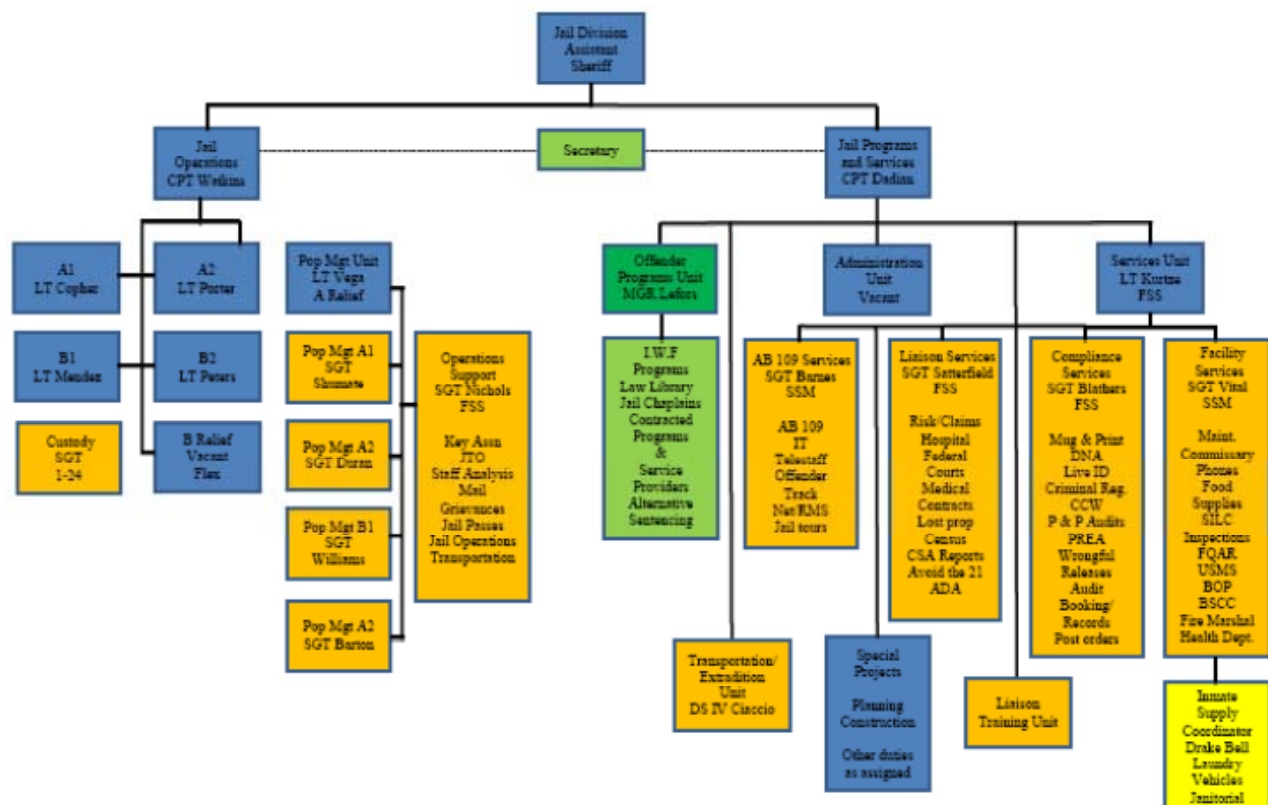 Jail Division
Assistant
Sheriff
Jail
Operations
CPT Watkins
Secretary
Jail Programs
and Services
CPT Dadian
A1
LT Copher
A2
LT Porter
B1
LT Mendez
B2
LT Peters
Custody
SGT
1-24
B Relief
Vacant
Flex
Pop Mgt Unit
LT Vega
A Relief
Pop Mgt A1
SGT
Shumate
Pop Mgt A2
SGT Duran
Pop Mgt B1
SGT
Williams
Pop Mgt A2
SGT Barton
Operations
Support
SGT Nichols
FSS
Key Assn
JTO
Staff Analysis
Mail
Grievances
Jail Passes
Jail Operations
Transportation
Offender
Programs Unit
MGR Lefors
I.W.F
Programs
Law Library
Jail Chaplains
Contracted
Programs
&
Service
Providers
Alternative
Sentencing
Administration
Unit
Vacant
Services Unit
LT Kurtze
FSS
AB 109 Services
SGT Barnes
SSM
AB 109
IT
Telestaff
Offender
Track
Net/RMS
Jail tours
Liaison Services
SGT Satterfield
FSS
Risk/Claims
Hospital
Federal
Courts
Medical
Contracts
Lost prop
Census
CSA Reports
Avoid the 21
ADA
Compliance
Services
SGT Blathers
FSS
Mug & Print
DNA
Live ID
Criminal Reg.
CCW
P & P Audits
PREA
Wrongful
Releases
Audit
Booking/
Records
Post orders
Facility
Services
SGT Vital
SSM
Maint.
Commissary
Phones
Food
Supplies
SILC
Inspections
FQAR
USMS
BOP
BSCC
Fire Marshal
Health Dept.
Transportation/
Extradition
Unit
DS IV Ciaccio
Special
Projects
Planning
Construction
Other duties
as assigned
Liaison
Training Unit
Inmate
Supply
Coordinator
Drake Bell
Laundry
Vehicles
Janitorial